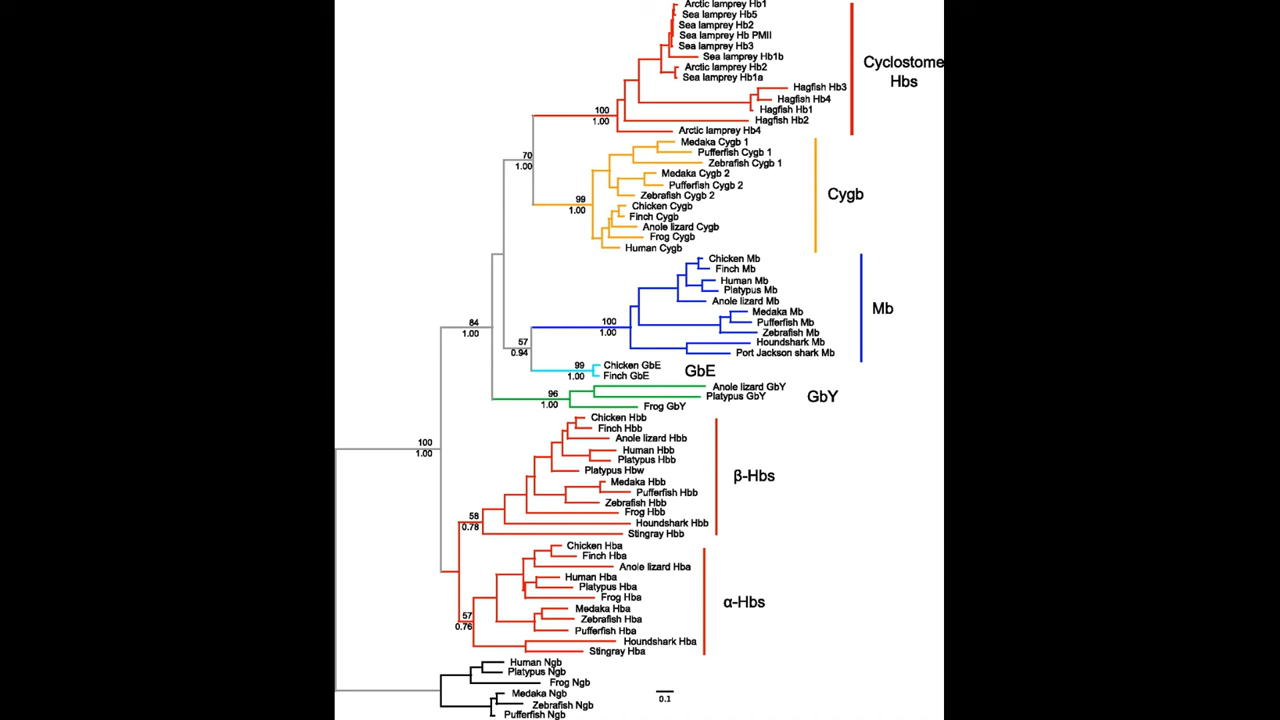 Arctic lamprey Hb1
Sea lamprey Hb5
Sea lamprey Hb2
Sea lamprey Hb PMII
Sea lamprey Hb3
Sea lamprey Hb1b
Arctic lamprey Hb2
Sea lamprey Hb1a
Cyclostome
Hbs
Hagfish Hb3
Hagfish Hb4
Hagfish Hb1
Hagfish Hb2
100
1.00
Arctic lamprey Hb4
Medaka Cygb 1
Pufferfish Cygb 1
Zebrafish Cygb 1
70
1.00
Medaka Cygb 2
Pufferfish Cygb 2
Zebrafish Cygb 2
Cygb
99
1.00
Chicken Cygb
Finch Cygb
Anole lizard Cygb
Frog Cygb
Human Cygb
Chicken Mb
Finch Mb
Human Mb
Platypus Mb
Anole lizard Mb
Mb
Medaka Mb
Pufferfish Mb
Zebrafish Mb
100
1.00
84
1.00
Houndshark Mb
Port Jackson shark Mb
57
0.94
Chicken GbE
Finch GbE
99
1.00
GbE
Anole lizard GbY
Platypus GbY
Frog GbY
96
1.00
GbY
Chicken Hbb
Finch Hbb
Anole lizard Hbb
100
1.00
Human Hbb
Platypus Hbb
Platypus Hbw
β-Hbs
Medaka Hbb
Pufferfish Hbb
Zebrafish Hbb
Frog Hbb
58
0.78
Houndshark Hbb
Stingray Hbb
Chicken Hba
Finch Hba
Anole lizard Hba
Human Hba
Platypus Hba
Frog Hba
α-Hbs
Medaka Hba
Zebrafish Hba
57
0.76
Pufferfish Hba
Houndshark Hba
Stingray Hba
Human Ngb
Platypus Ngb
Frog Ngb
Medaka Ngb
Zebrafish Ngb
Pufferfish Ngb
0.1